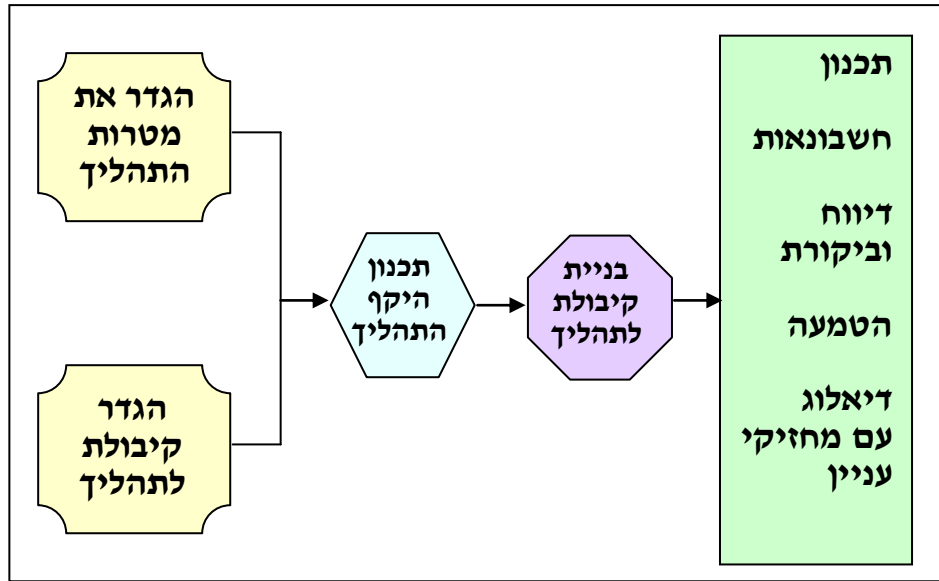 הגדר את
מטרות
התהליך
הגדר
קיבולת
לתהליך
תכנון
היקף
התהליך
בניית
קיבולת
לתהליך
תכנון
חשבונאות
דיווח
וביקורת
הטמעה
דיאלוג
עם מחזיקי
עניין